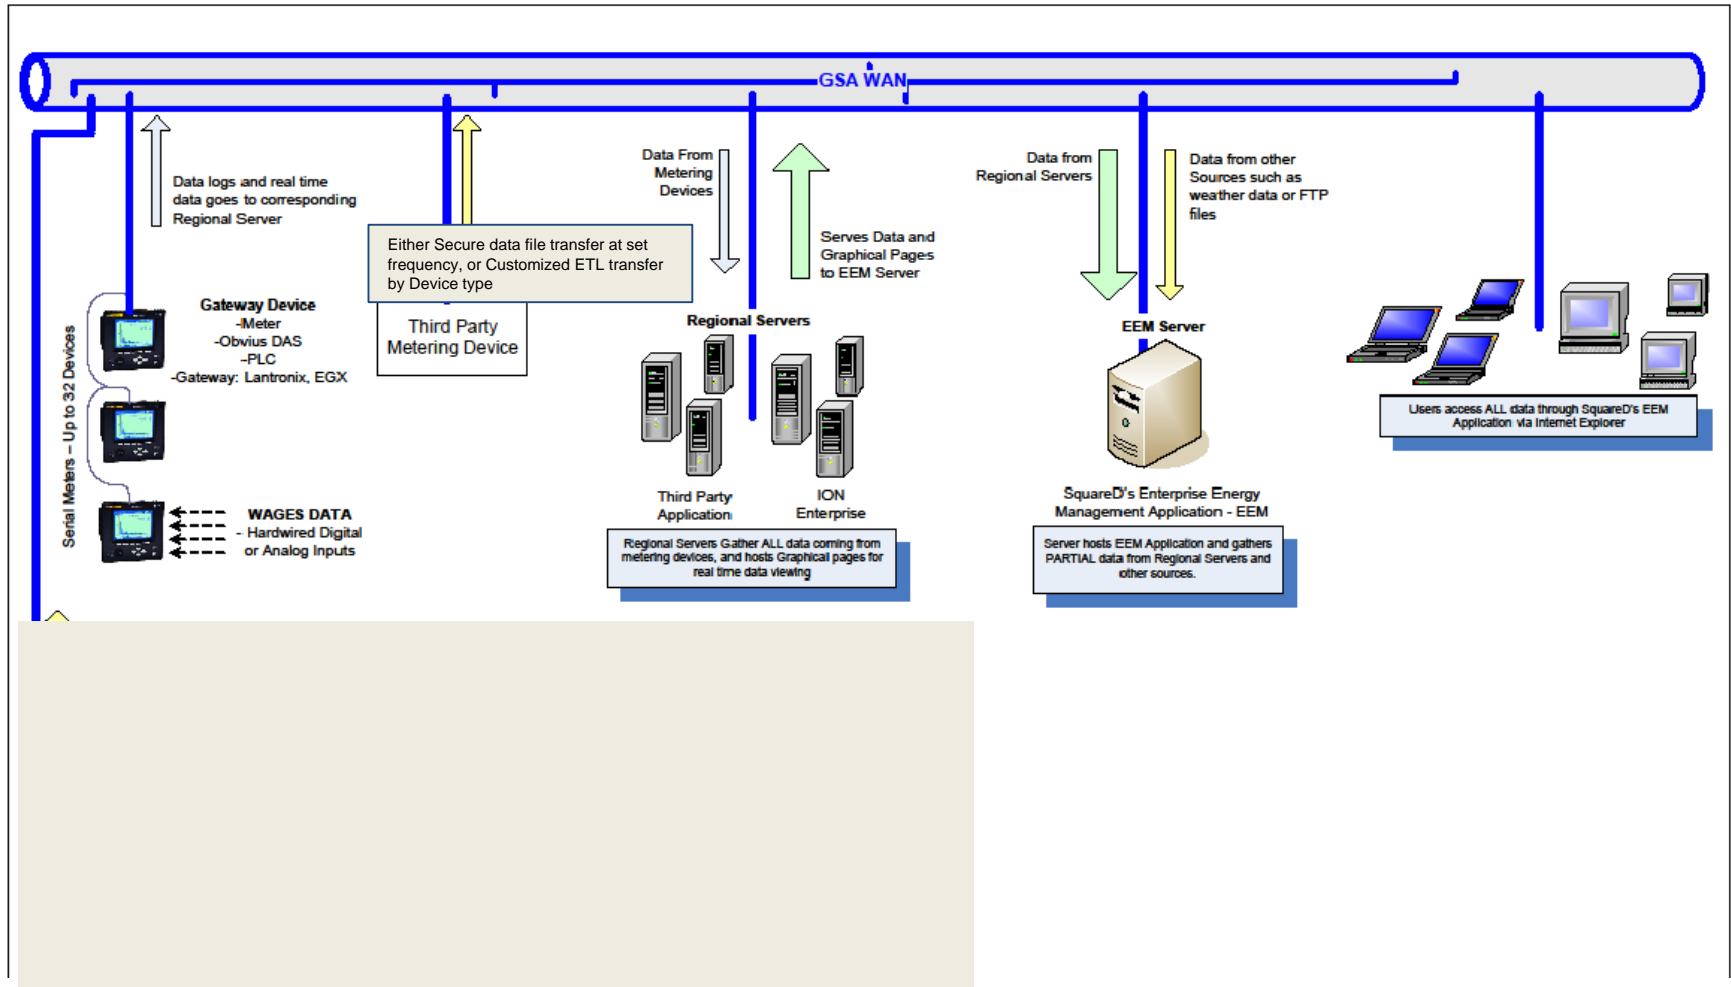 GSA WAN
Data logs and real time
data goes to corresponding
Regional Server
Either Secure data file transfer at set
frequency, or Customized ETL transfer
by Device type
Data From
Metering
Devices
Serves Data and
Graphical Pages
to EEM Server
Data from
Regional Servers
Data from other
Sources such as
weather data or FTP
files
Serial Meters – Up to 32 Devices
Gateway Device
-Meter
-Obvius DAS
-PLC
-Gateway: Lantronix, EGX
Third Party
Metering Device
Regional Servers
EEM Server
Users access ALL data through SquareD's EEM
Application via Internet Explorer
WAGES DATA
- Hardwired Digital
or Analog Inputs
Third Party
Application
ION
Enterprise
SquareD's Enterprise Energy
Management Application - EEM
Regional Servers Gather ALL data coming from
metering devices, and hosts Graphical pages for
real time data viewing
Server hosts EEM Application and gathers
PARTIAL data from Regional Servers and
other sources.